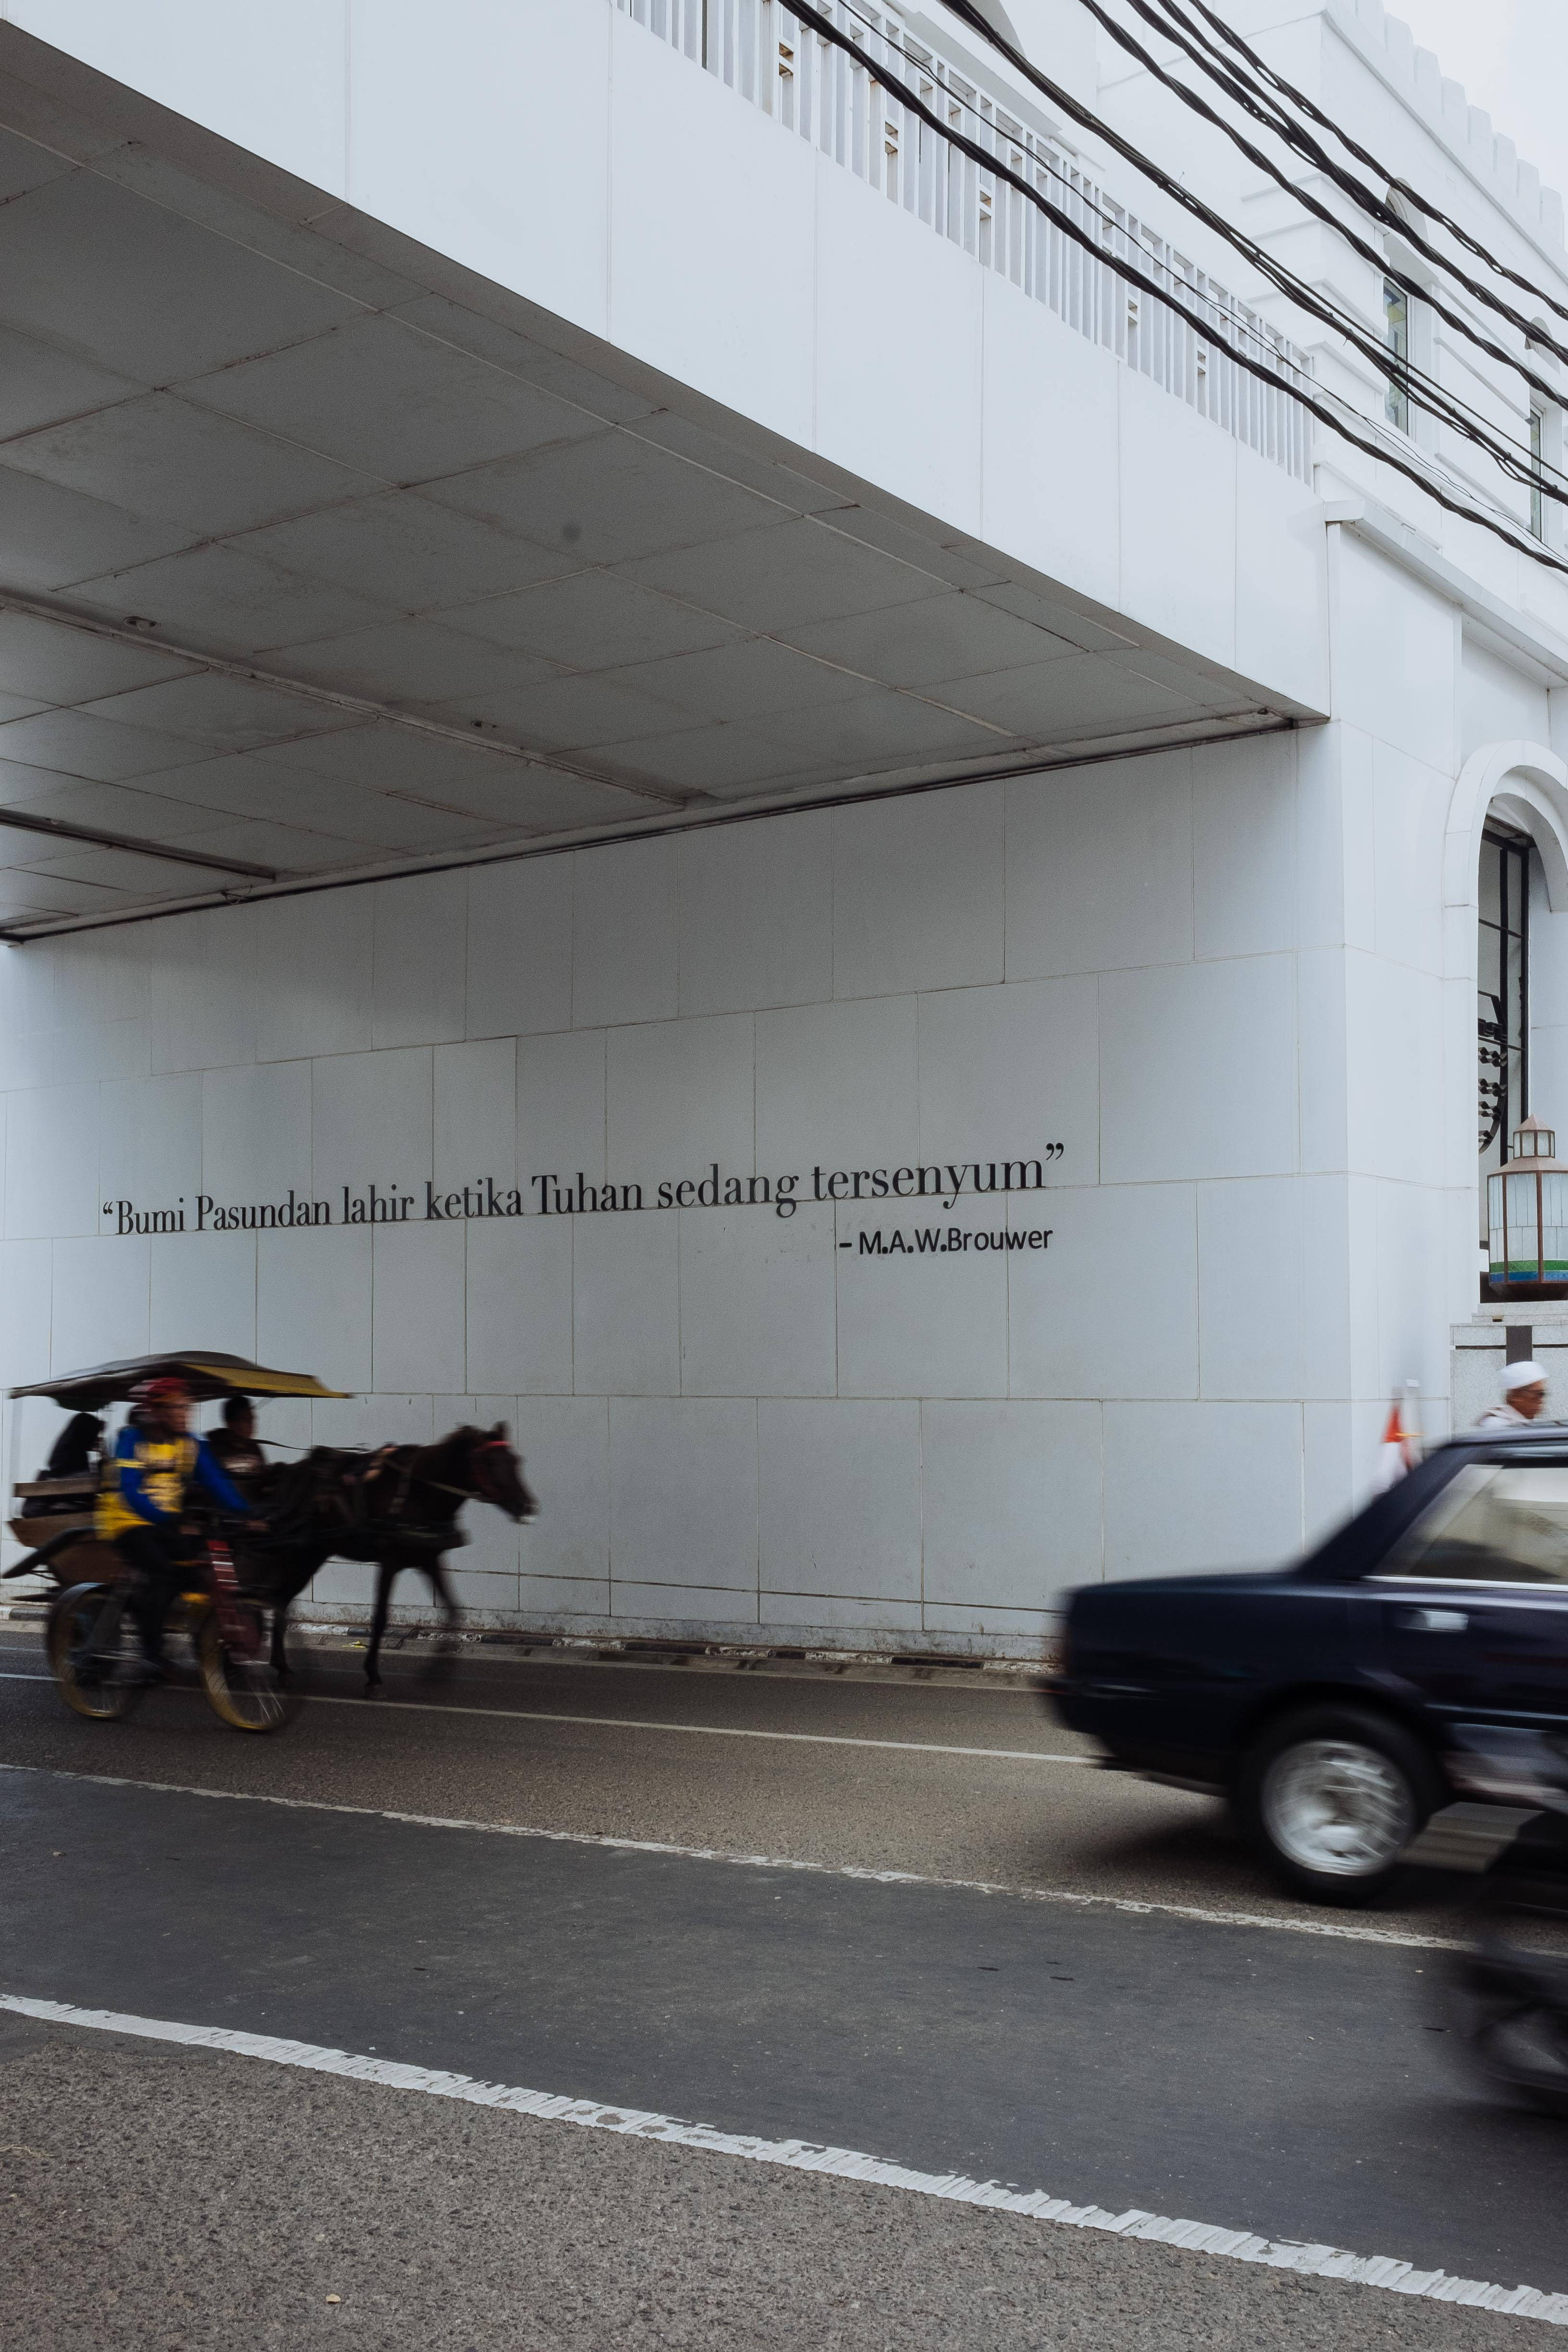 “Bumi Pasundan lahir ketika Tuhan sedang tersenyum”
– M.A.W.Brouwer